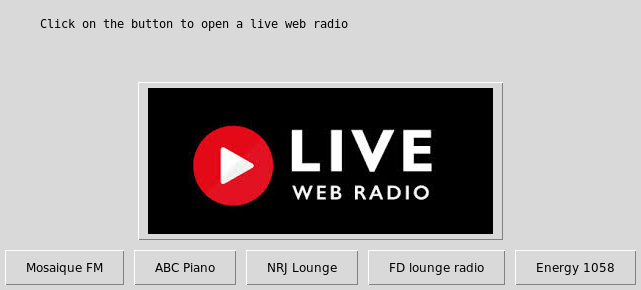 Click on the button to open a live web radio
LIVE
WEB RADIO
Mosaique FM
ABC Piano
NRJ Lounge
FD lounge radio
Energy 1058